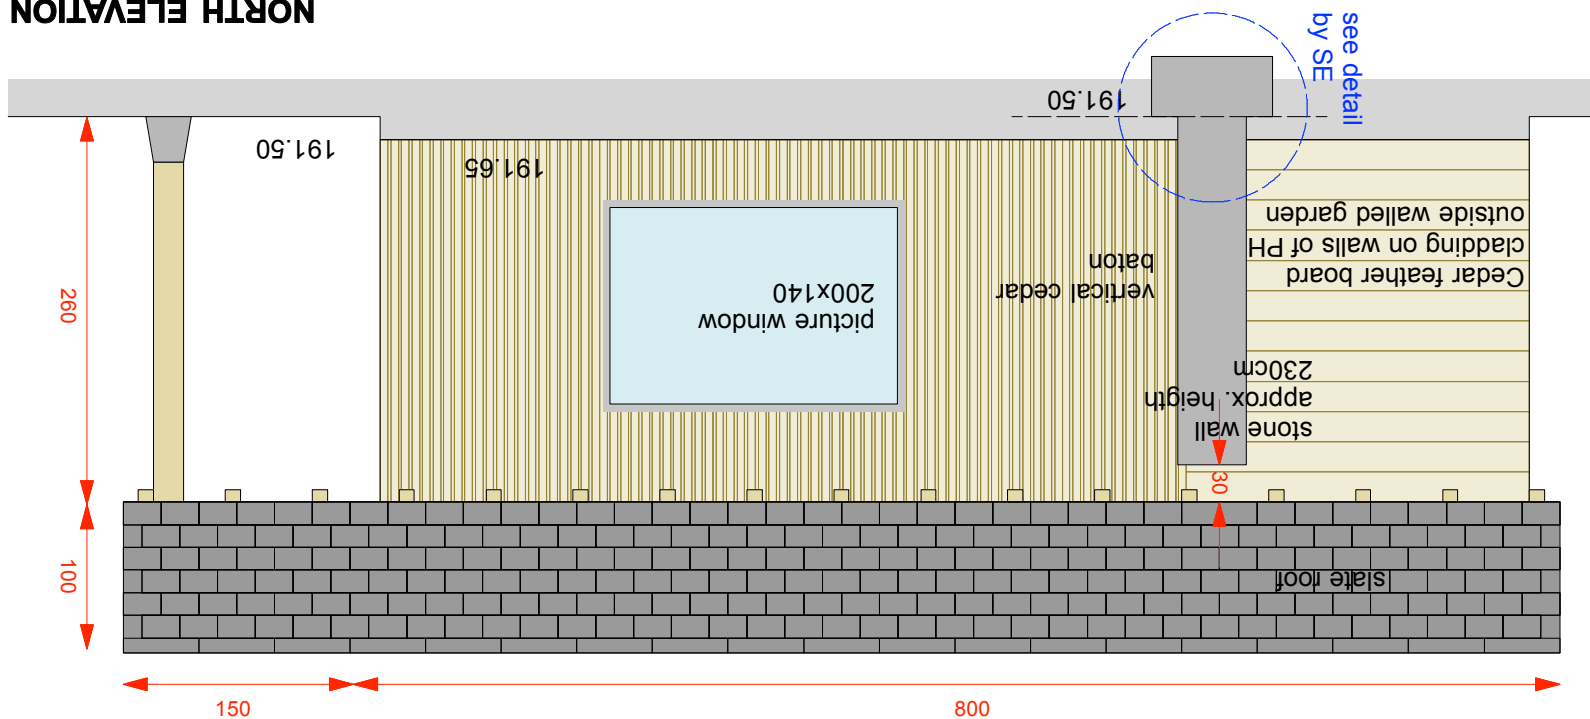 150
800
100
slate roof
260
30
stone wall
approx. heigth
230cm
Cedar feather board
cladding on walls of PH
outside walled garden
vertical cedar
baton
picture window
200x140
191.65
191.50
191.50
see detail
by SE
NORTH ELEVATION